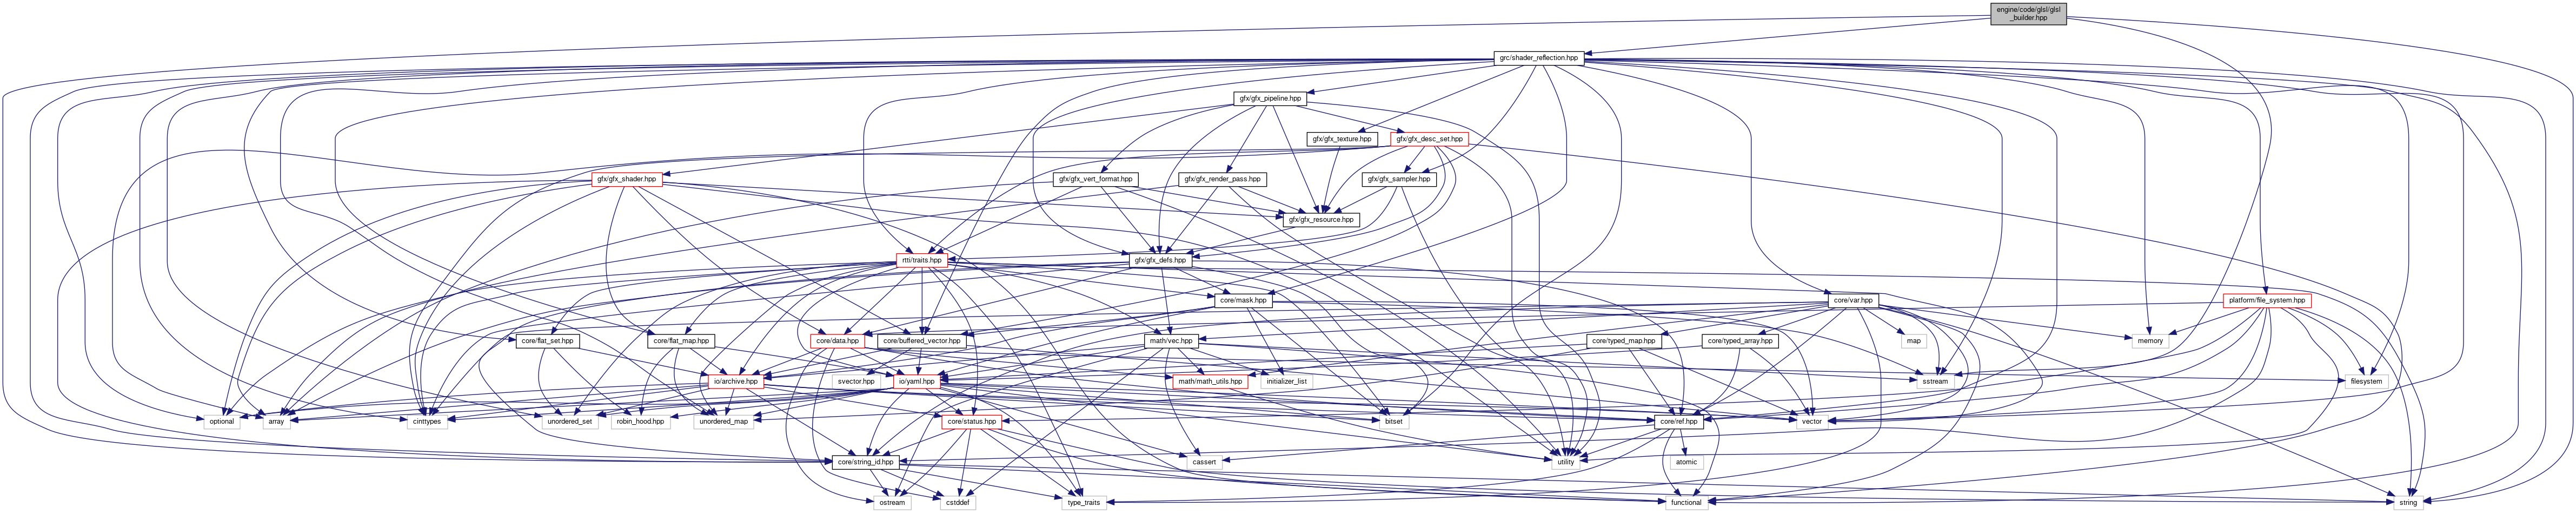 engine/code/glsl/glsl
_builder.hpp
grc/shader_reflection.hpp
gfx/gfx_pipeline.hpp
gfx/gfx_texture.hpp
gfx/gfx_desc_set.hpp
gfx/gfx_shader.hpp
gfx/gfx_vert_format.hpp
gfx/gfx_render_pass.hpp
gfx/gfx_sampler.hpp
gfx/gfx_resource.hpp
rtti/traits.hpp
gfx/gfx_defs.hpp
core/mask.hpp
core/var.hpp
platform/file_system.hpp
core/flat_set.hpp
core/flat_map.hpp
core/data.hpp
core/buffered_vector.hpp
math/vec.hpp
core/typed_map.hpp
core/typed_array.hpp
map
memory
io/archive.hpp
svector.hpp
io/yaml.hpp
math/math_utils.hpp
initializer_list
sstream
filesystem
optional
array
cinttypes
unordered_set
robin_hood.hpp
unordered_map
core/status.hpp
bitset
core/ref.hpp
vector
core/string_id.hpp
cassert
utility
atomic
ostream
cstddef
type_traits
functional
string